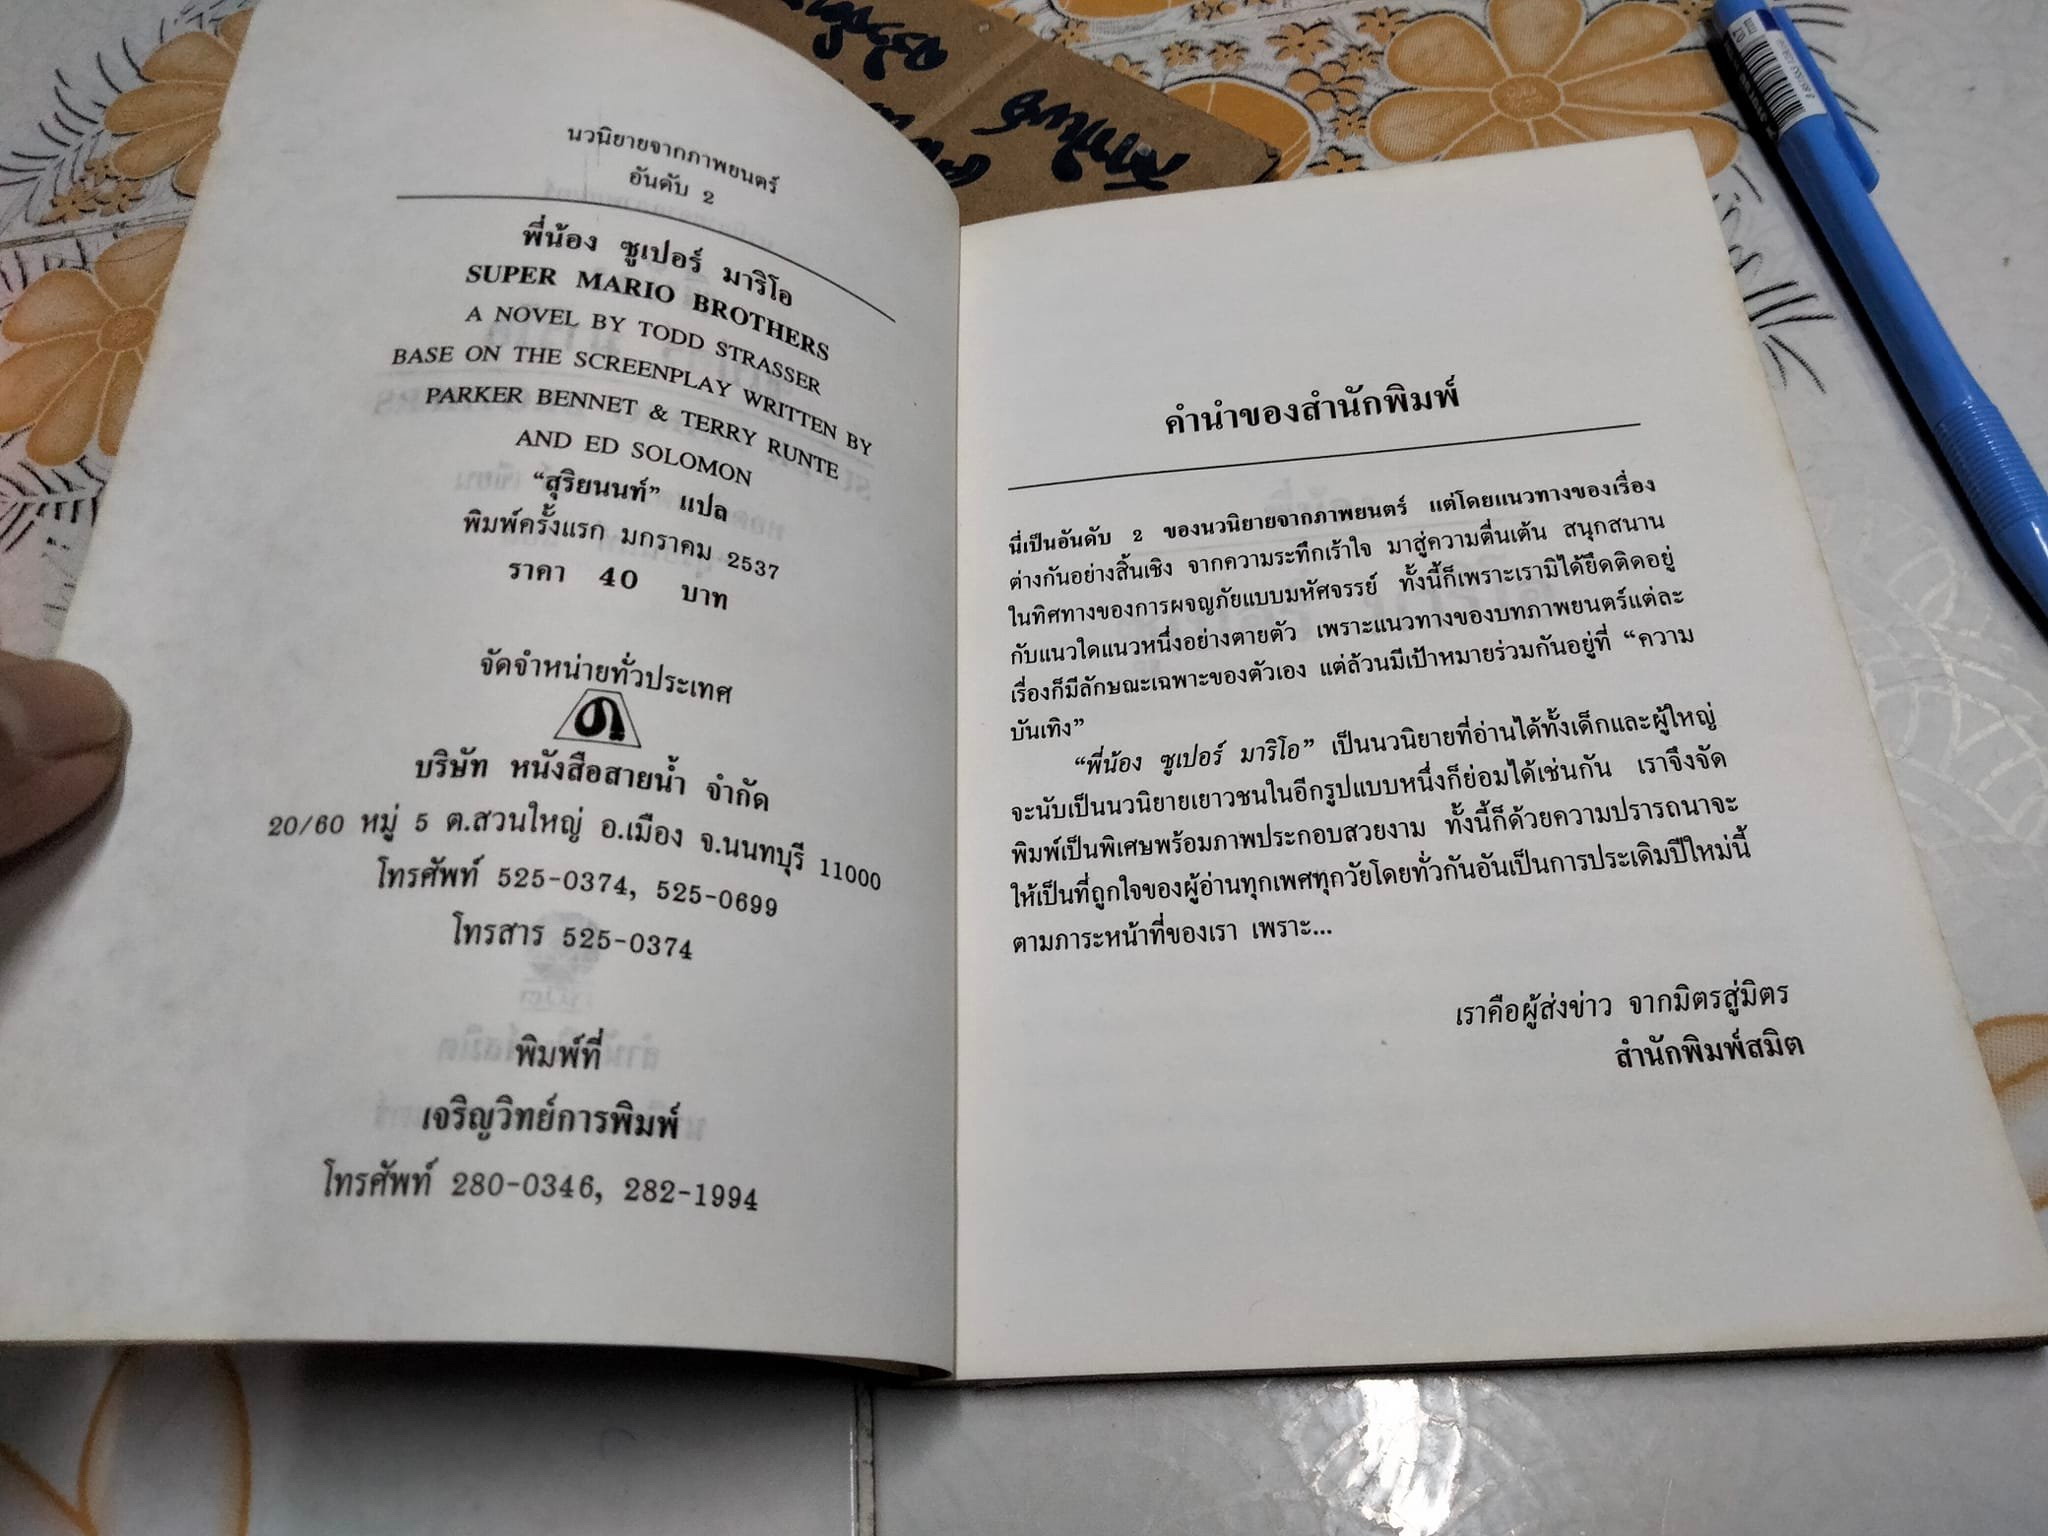 นวนิยายจากภาพยนตร์
อันดับ 2
พี่น้อง ซูเปอร์ มาริโอ
SUPER MARIO BROTHERS
A NOVEL BY TODD STRASSER
BASE ON THE SCREENPLAY WRITTEN BY
PARKER BENNET & TERRY RUNTE
AND ED SOLOMON
“สุริยนนท์” แปล
พิมพ์ครั้งแรก มกราคม 2537
ราคา 40 บาท
จัดจำหน่ายทั่วประเทศ
บริษัท หนังสือสายน้ำ จำกัด
20/60 หมู่ 5 ต.สวนใหญ่ อ.เมือง จ.นนทบุรี 11000
โทรศัพท์ 525-0374, 525-0699
โทรสาร 525-0374
พิมพ์ที่
เจริญวิทย์การพิมพ์
โทรศัพท์ 280-0346, 282-1994
คำนำของสำนักพิมพ์
นี่เป็นอันดับ 2 ของนวนิยายจากภาพยนตร์ แต่โดยแนวทางของเรื่อง
ต่างกันอย่างสิ้นเชิง จากความระทึกเร้าใจ มาสู่ความตื่นเต้น สนุกสนาน
ในทิศทางของการผจญภัยแบบมหัศจรรย์ ทั้งนี้ก็เพราะเรามิได้ยึดติดอยู่
กับแนวใดแนวหนึ่งอย่างตายตัว เพราะแนวทางของบทภาพยนตร์แต่ละ
เรื่องก็มีลักษณะเฉพาะของตัวเอง แต่ล้วนมีเป้าหมายร่วมกันอยู่ที่ “ความ
บันเทิง”
“พี่น้อง ซูเปอร์ มาริโอ” เป็นนวนิยายที่อ่านได้ทั้งเด็กและผู้ใหญ่
จะนับเป็นนวนิยายเยาวชนในอีกรูปแบบหนึ่งก็ย่อมได้เช่นกัน เราจึงจัด
พิมพ์เป็นพิเศษพร้อมภาพประกอบสวยงาม ทั้งนี้ก็ด้วยความปรารถนาจะ
ให้เป็นที่ถูกใจของผู้อ่านทุกเพศทุกวัยโดยทั่วกันอันเป็นการประเดิมปีใหม่นี้
ตามภาระหน้าที่ของเรา เพราะ...
เราคือผู้ส่งข่าว จากมิตรสู่มิตร
สำนักพิมพ์สมิต